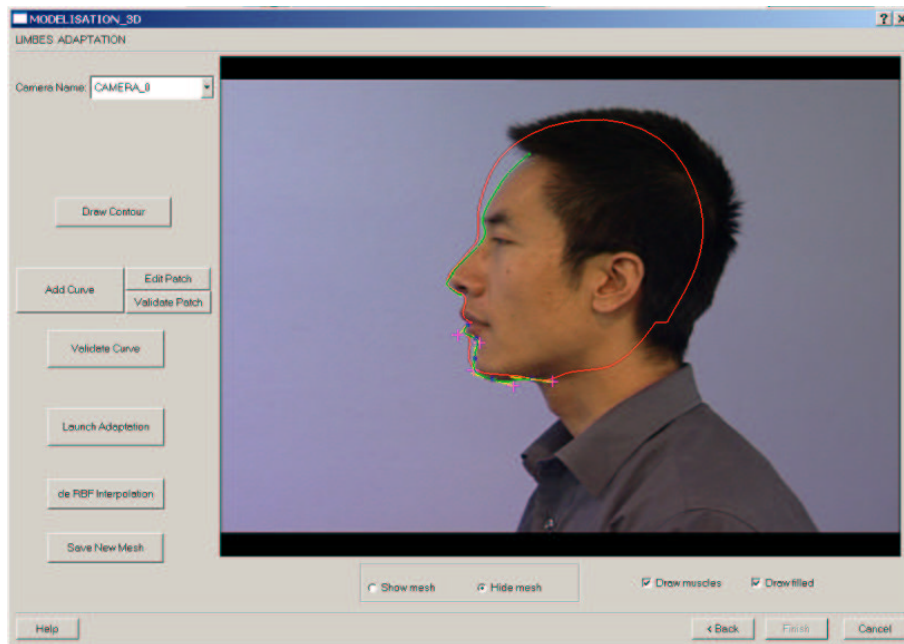 MODELISATION_3D
LIMBES ADAPTATION
Camera Name: CAMERA_0
Draw Contour
Add Curve
Edit Patch
Validate Patch
Validate Curve
Launch Adaptation
de RBF Interpolation
Save New Mesh
Show mesh Hide mesh Draw muscles Draw filled
Help < Back Finish Cancel